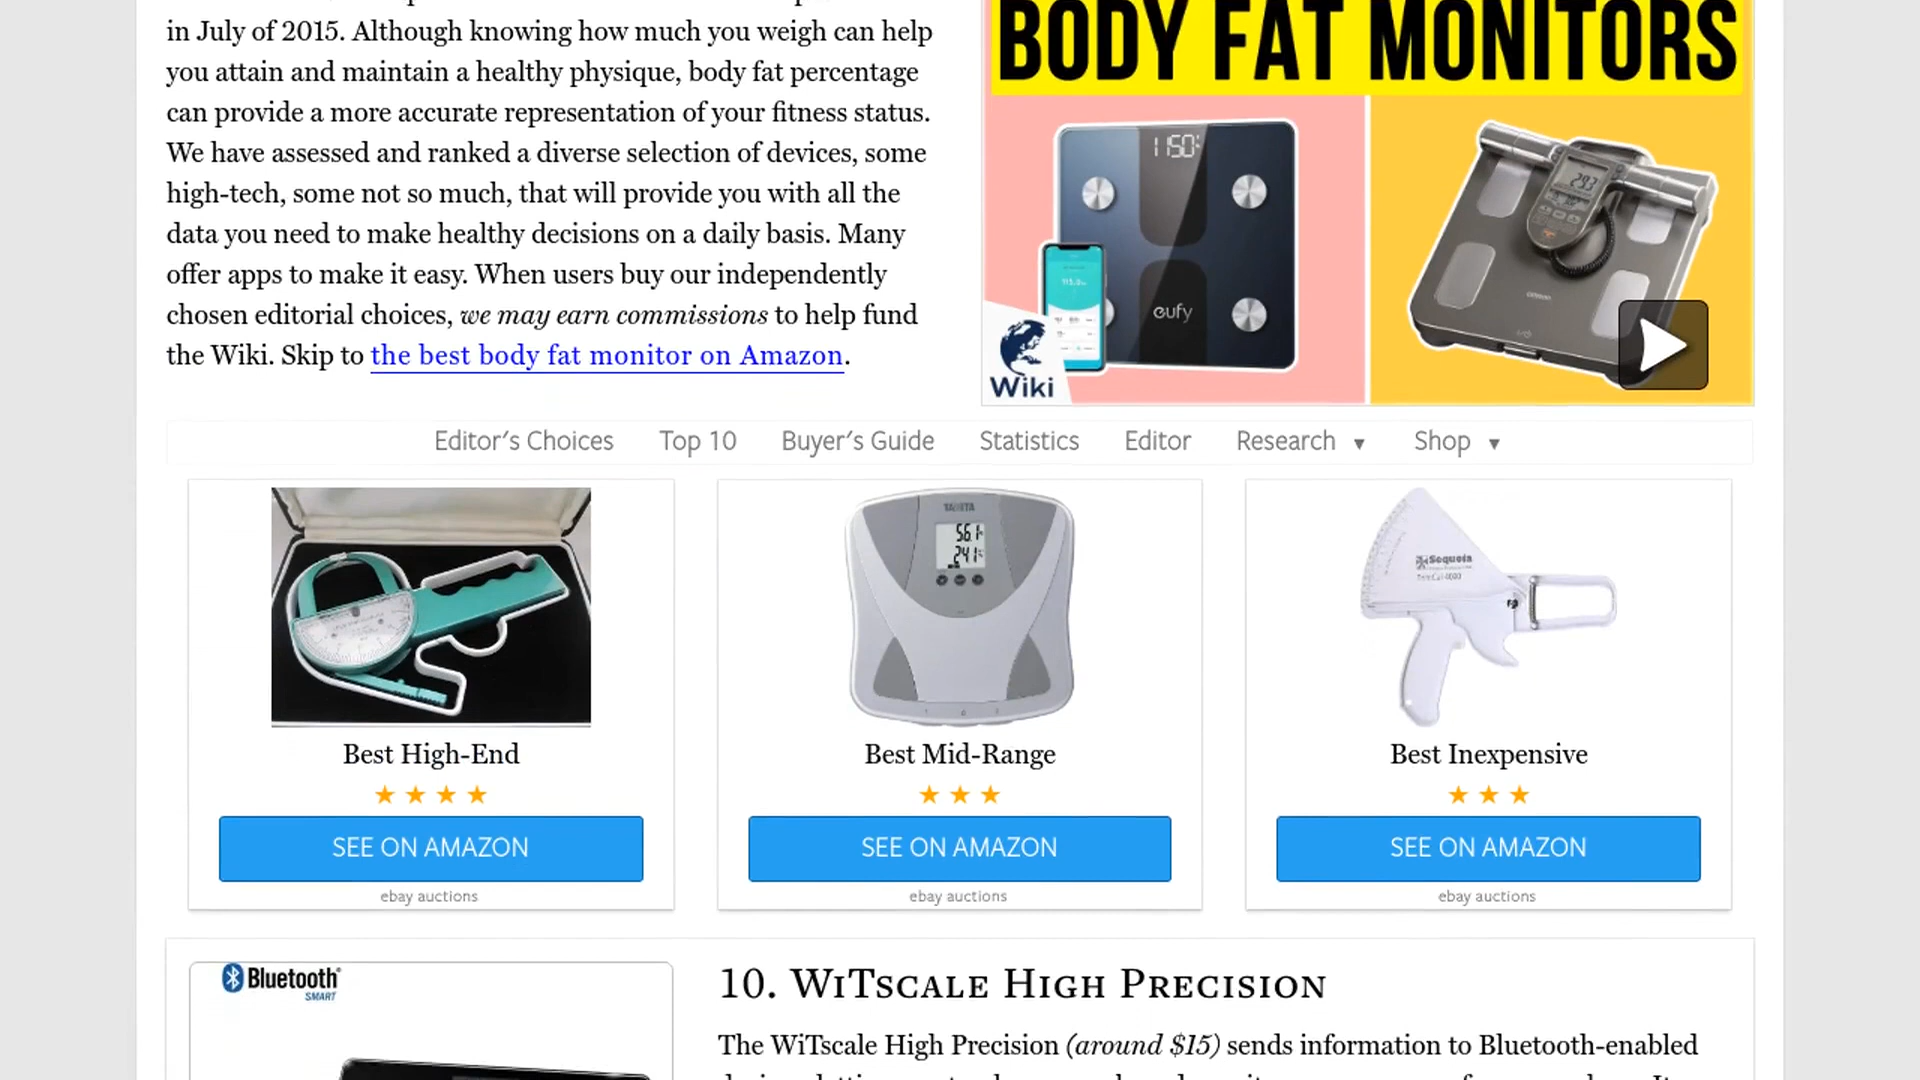 in July of 2015. Although knowing how much you weigh can help
you attain and maintain a healthy physique, body fat percentage
can provide a more accurate representation of your fitness status.
We have assessed and ranked a diverse selection of devices, some
high-tech, some not so much, that will provide you with all the
data you need to make healthy decisions on a daily basis. Many
offer apps to make it easy. When users buy our independently
chosen editorial choices, we may earn commissions to help fund
the Wiki. Skip to the best body fat monitor on Amazon.
BODY FAT MONITORS
eufy
Wiki
Editor's Choices Top 10 Buyer's Guide Statistics Editor Research ▼ Shop ▼
TANITA
Sequoia
Best High-End
★ ★ ★ ★
SEE ON AMAZON
ebay auctions
Best Mid-Range
★ ★ ★
SEE ON AMAZON
ebay auctions
Best Inexpensive
★ ★ ★
SEE ON AMAZON
ebay auctions
Bluetooth
SMART
10. WiTscale High Precision
The WiTscale High Precision (around $15) sends information to Bluetooth-enabled